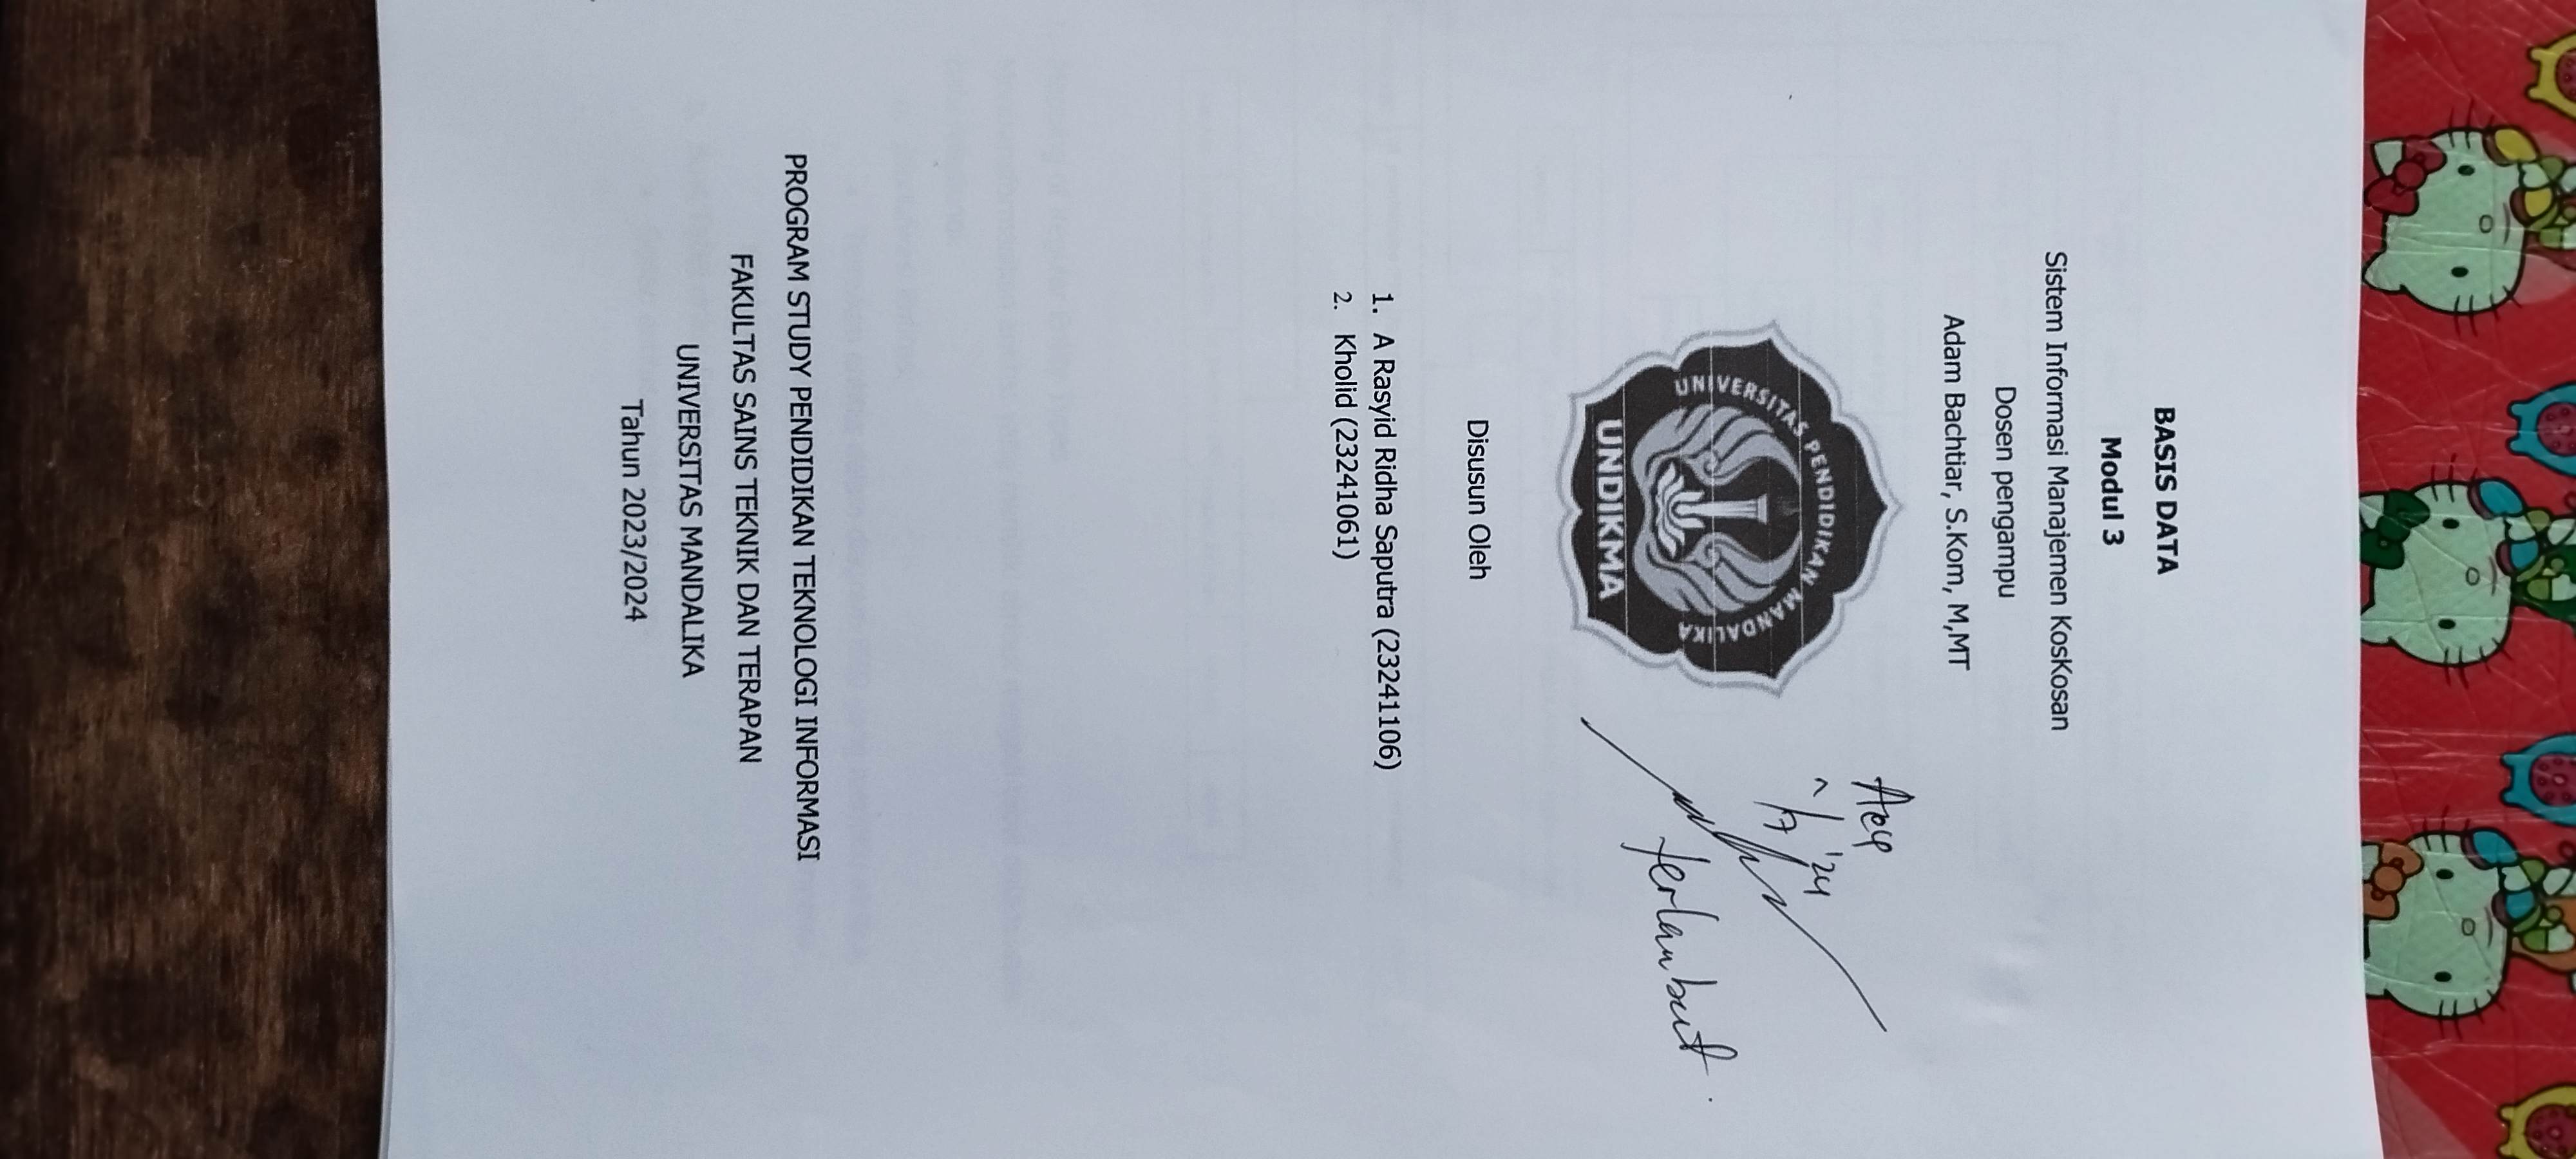 BASIS DATA
Modul 3
Sistem Informasi Manajemen KosKosan
Dosen pengampu
Adam Bachtiar, S.Kom, M,MT
UNIVERSITAS PENDIDIKAN MANDALIKA
UNDIKMA
'24
terlambat.
Disusun Oleh
1. A Rasyid Ridha Saputra (23241106)
2. Kholid (23241061)
PROGRAM STUDY PENDIDIKAN TEKNOLOGI INFORMASI
FAKULTAS SAINS TEKNIK DAN TERAPAN
UNIVERSITAS MANDALIKA
Tahun 2023/2024